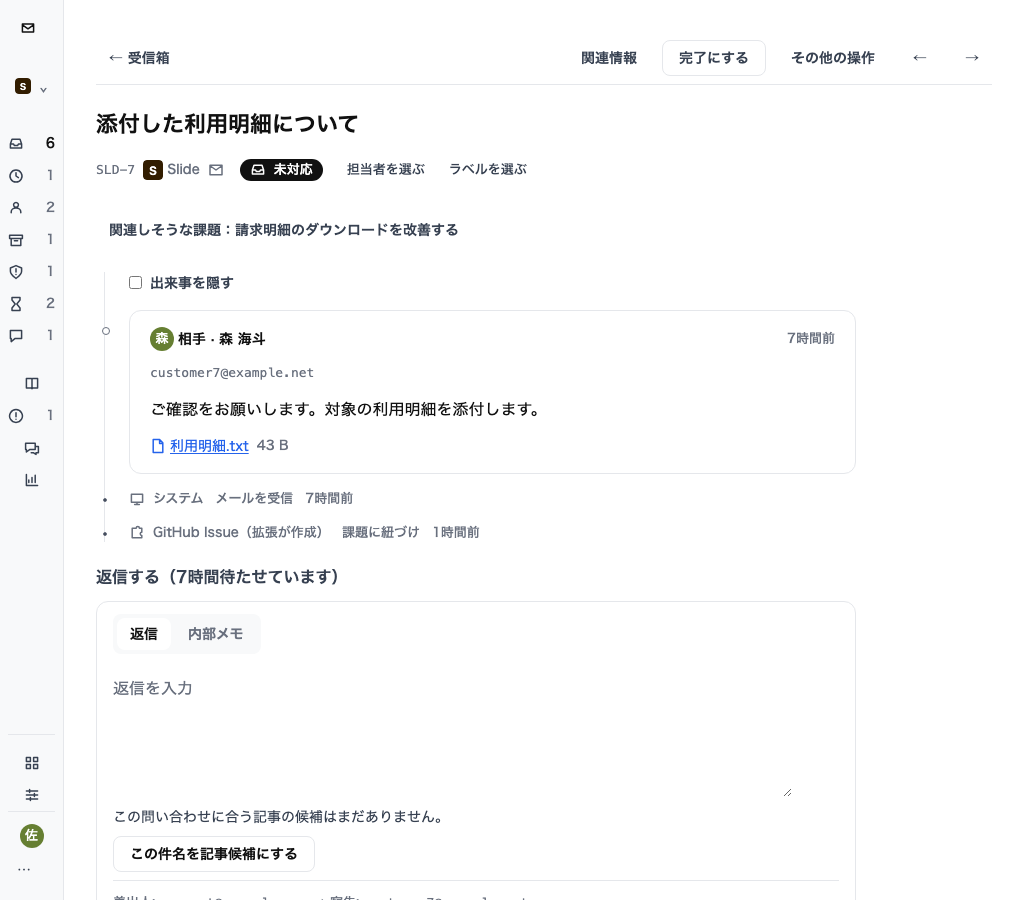 ← 受信箱 関連情報 完了にする その他の操作 ← →
S
添付した利用明細について
6
SLD-7 S Slide 未対応 担当者を選ぶ ラベルを選ぶ
1
2
関連しそうな課題：請求明細のダウンロードを改善する
1
1
出来事を隠す
2
1
森 相手 · 森 海斗 7時間前
customer7@example.net
ご確認をお願いします。対象の利用明細を添付します。
1
利用明細.txt 43 B
システム メールを受信 7時間前
GitHub Issue（拡張が作成） 課題に紐づけ 1時間前
返信する（7時間待たせています）
返信 内部メモ
返信を入力
この問い合わせに合う記事の候補はまだありません。
佐
この件名を記事候補にする
…